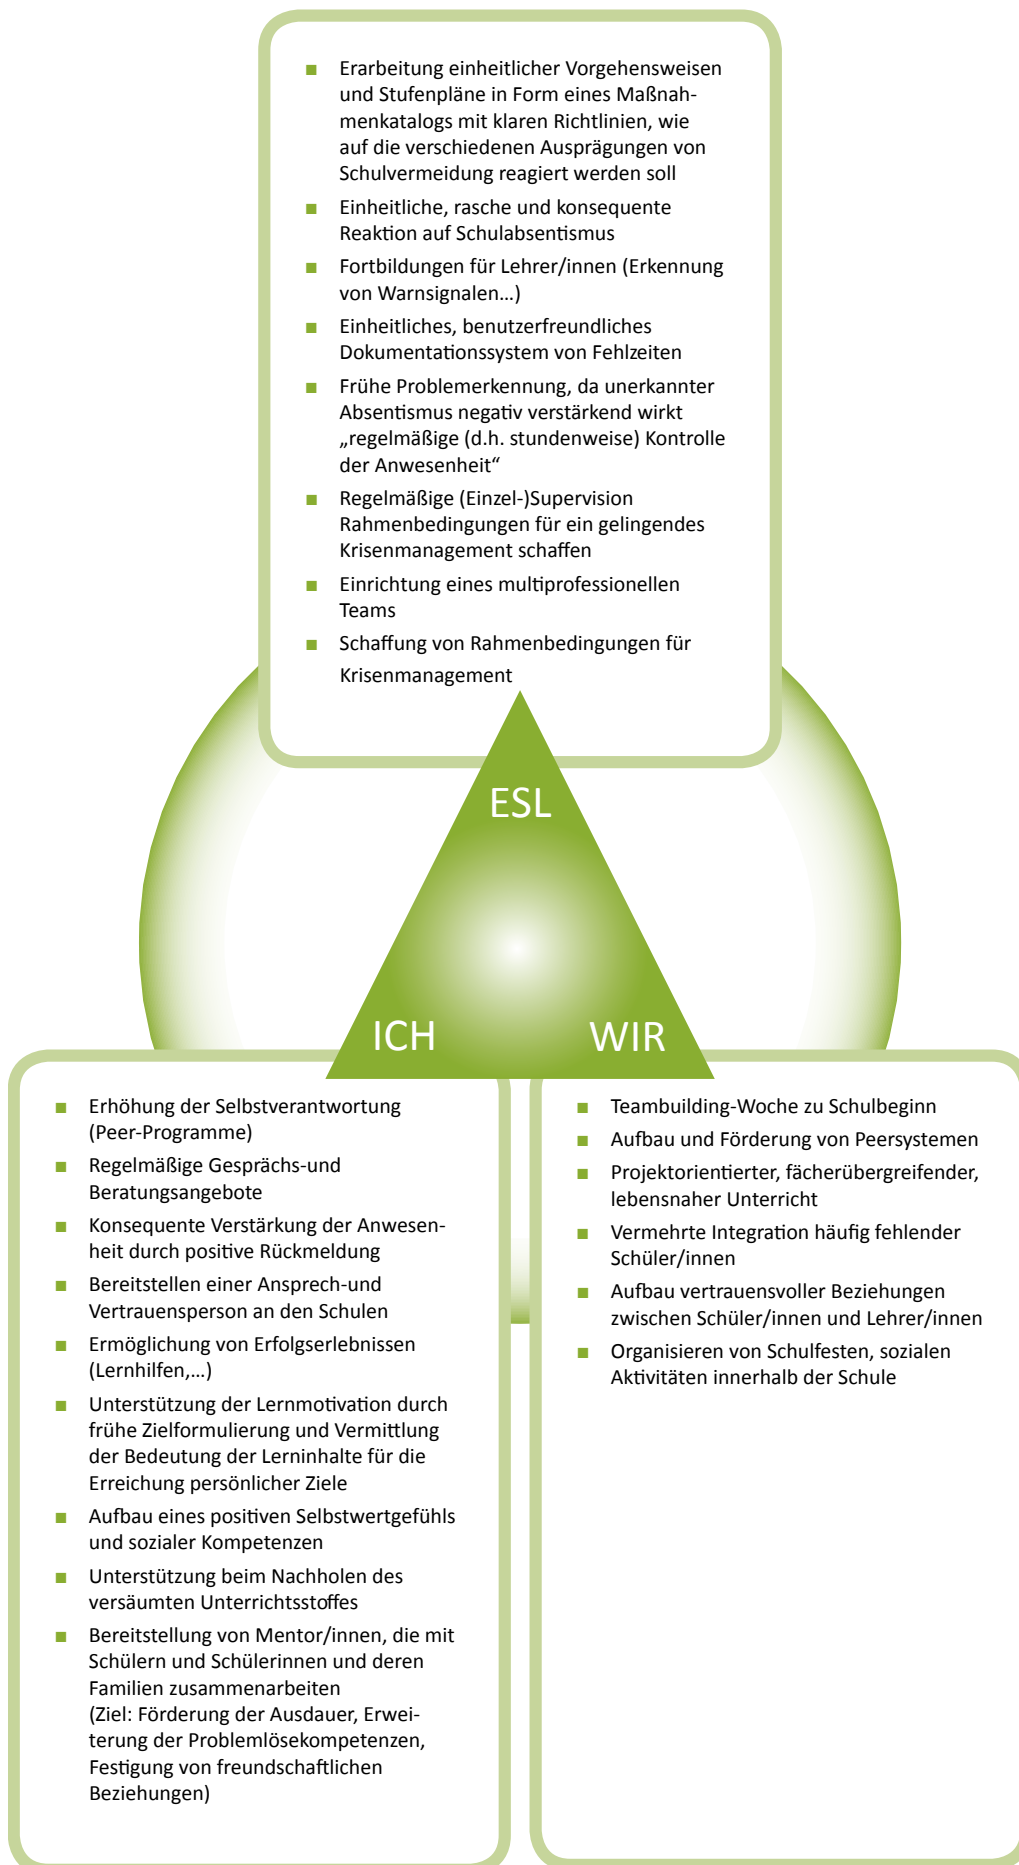 ■ Erarbeitung einheitlicher Vorgehensweisen
und Stufenpläne in Form eines Maßnah-
menkatalogs mit klaren Richtlinien, wie
auf die verschiedenen Ausprägungen von
Schulvermeidung reagiert werden soll
■ Einheitliche, rasche und konsequente
Reaktion auf Schulabsentismus
■ Fortbildungen für Lehrer/innen (Erkennung
von Warnsignalen…)
■ Einheitliches, benutzerfreundliches
Dokumentationssystem von Fehlzeiten
■ Frühe Problemerkennung, da unerkannter
Absentismus negativ verstärkend wirkt
„regelmäßige (d.h. stundenweise) Kontrolle
der Anwesenheit“
■ Regelmäßige (Einzel-)Supervision
Rahmenbedingungen für ein gelingendes
Krisenmanagement schaffen
■ Einrichtung eines multiprofessionellen
Teams
■ Schaffung von Rahmenbedingungen für
Krisenmanagement
ESL
ICH
WIR
■ Erhöhung der Selbstverantwortung
(Peer-Programme)
■ Regelmäßige Gesprächs-und
Beratungsangebote
■ Konsequente Verstärkung der Anwesen-
heit durch positive Rückmeldung
■ Bereitstellen einer Ansprech-und
Vertrauensperson an den Schulen
■ Ermöglichung von Erfolgserlebnissen
(Lernhilfen,…)
■ Unterstützung der Lernmotivation durch
frühe Zielformulierung und Vermittlung
der Bedeutung der Lerninhalte für die
Erreichung persönlicher Ziele
■ Aufbau eines positiven Selbstwertgefühls
und sozialer Kompetenzen
■ Unterstützung beim Nachholen des
versäumten Unterrichtsstoffes
■ Bereitstellung von Mentor/innen, die mit
Schülern und Schülerinnen und deren
Familien zusammenarbeiten
(Ziel: Förderung der Ausdauer, Erwei-
terung der Problemlösekompetenzen,
Festigung von freundschaftlichen
Beziehungen)
■ Teambuilding-Woche zu Schulbeginn
■ Aufbau und Förderung von Peersystemen
■ Projektorientierter, fächerübergreifender,
lebensnaher Unterricht
■ Vermehrte Integration häufig fehlender
Schüler/innen
■ Aufbau vertrauensvoller Beziehungen
zwischen Schüler/innen und Lehrer/innen
■ Organisieren von Schulfesten, sozialen
Aktivitäten innerhalb der Schule